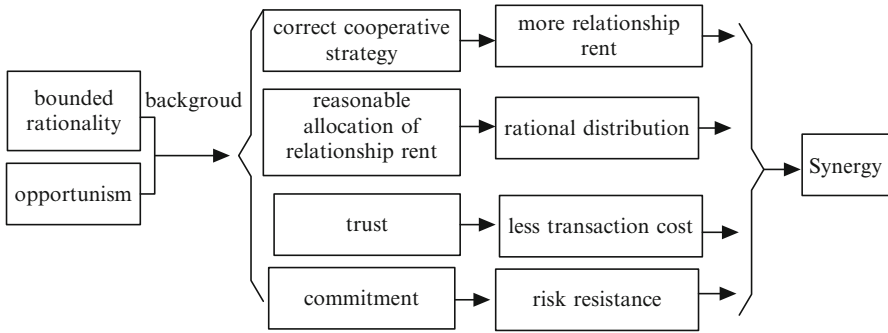 bounded
rationality
opportunism
backgroud
correct cooperative
strategy
more relationship
rent
reasonable
allocation of
relationship rent
rational distribution
trust
less transaction cost
commitment
risk resistance
Synergy